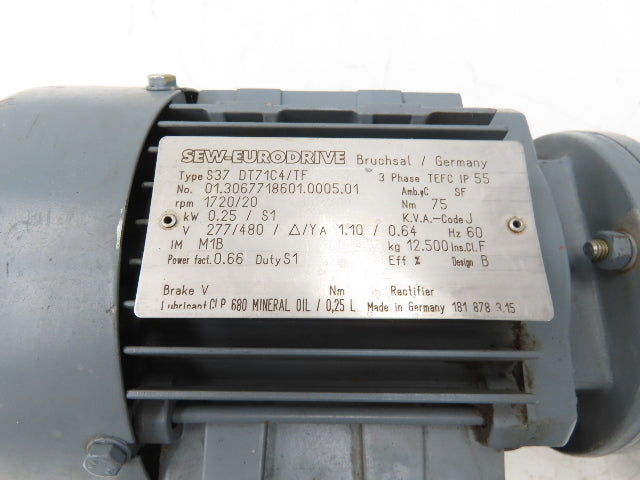 SEW-EURODRIVE Bruchsal / Germany
Type S37 DT71C4/TF 3 Phase TEFC IP 55
No. 01.3067718601.0005.01 Amb.°C SF
rpm 1720/20 Nm 75
kW 0.25 / S1 K.V.A.-Code J
V 277/480 / Δ/Y A 1.10 / 0.64 Hz 60
IM M1B kg 12.500 Ins.Cl. F
Power fact. 0.66 Duty S1 Eff % Design B
Brake V Nm Rectifier
Lubricant CLP 680 MINERAL OIL / 0,25 L Made in Germany 181 878 3.15